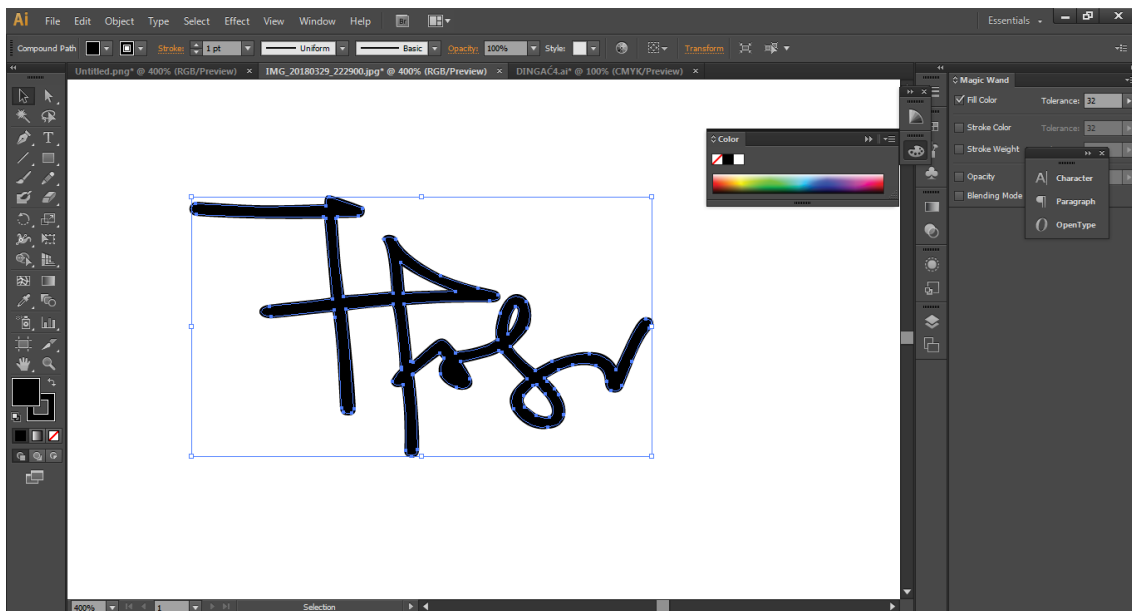 Ai File Edit Object Type Select Effect View Window Help Br Essentials
Compound Path Stroke: 1 pt Uniform Basic Opacity: 100% Style: Transform
Untitled.png* @ 400% (RGB/Preview) × IMG_20180329_222900.jpg* @ 400% (RGB/Preview) × DINGAĆ4.ai* @ 100% (CMYK/Preview) ×
Magic Wand
Fill Color Tolerance: 32
Stroke Color Tolerance: 32
Stroke Weight
Opacity
Blending Mode
Color
Character
Paragraph
OpenType
400% 1 Selection